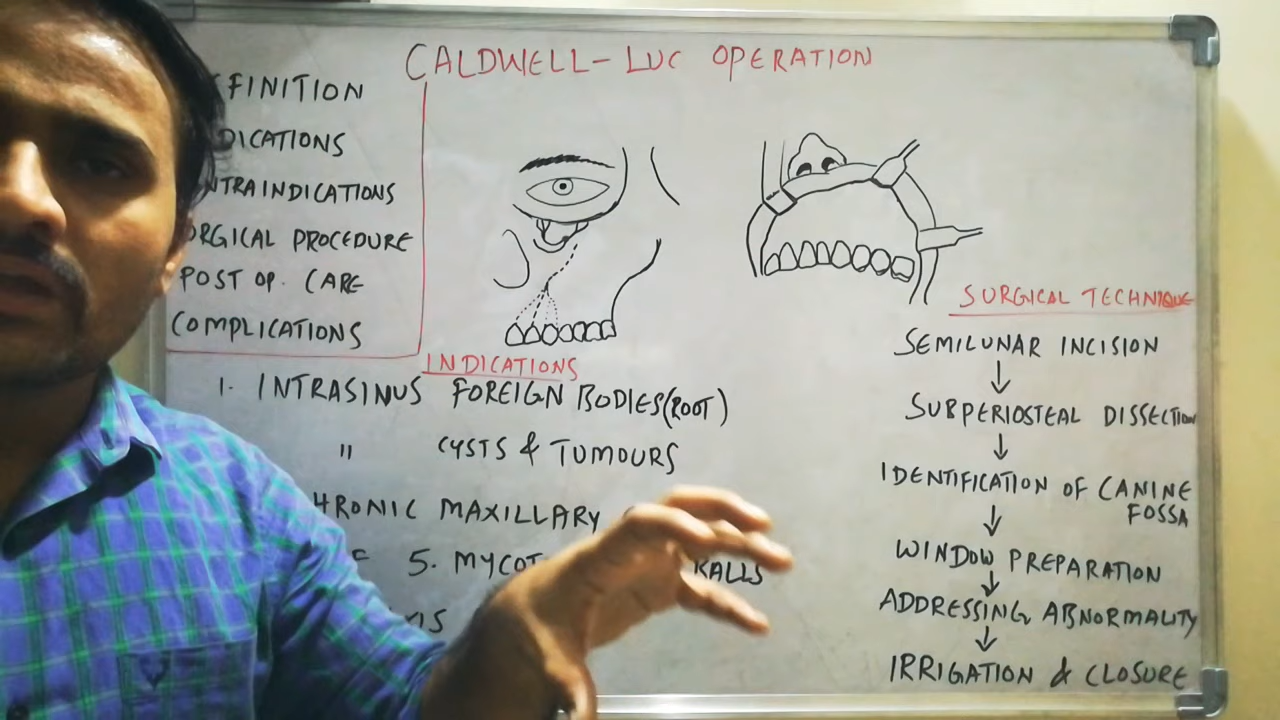 CALDWELL-LUC OPERATION
FINITION
DICATIONS
NTRAINDICATIONS
RGICAL PROCEDURE
POST OP. CARE
COMPLICATIONS
INDICATIONS
1. INTRASINUS FOREIGN BODIES (ROOT)
" CYSTS & TUMOURS
HRONIC MAXILLARY
5. MYCOT
BALLS
SURGICAL TECHNIQUE
SEMILUNAR INCISION
↓
SUBPERIOSTEAL DISSECTION
↓
IDENTIFICATION OF CANINE
FOSSA
↓
WINDOW PREPARATION
↓
ADDRESSING ABNORMALITY
↓
IRRIGATION & CLOSURE